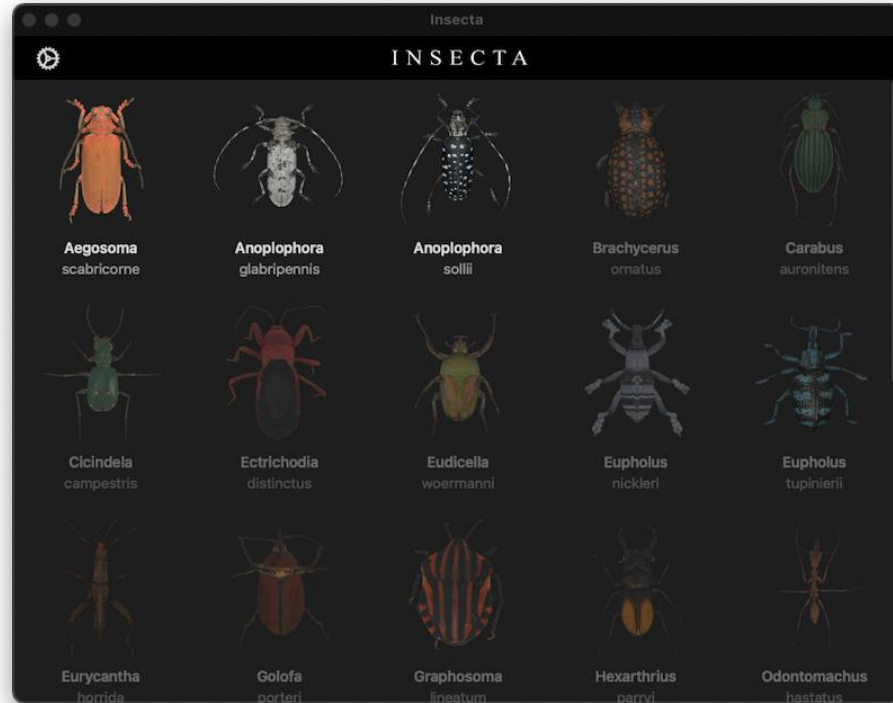 Insecta
INSECTA
Aegosoma
scabricorne
Anoplophora
glabripennis
Anoplophora
sollii
Brachycerus
ornatus
Carabus
auronitens
Cicindela
campestris
Ectrichodia
distinctus
Eudicella
woermanni
Eupholus
nickleri
Eupholus
tupinierii
Eurycantha
horrida
Golofa
porteri
Graphosoma
lineatum
Hexarthrius
parryi
Odontomachus
hastatus